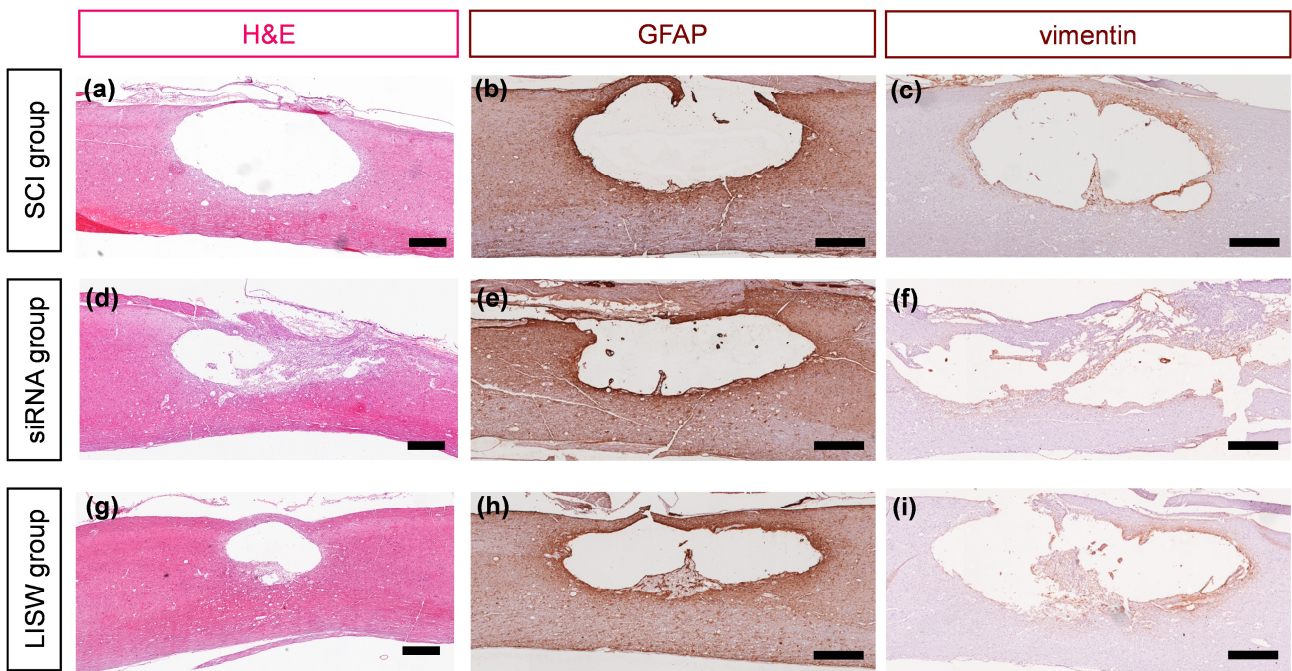 H&E
GFAP
vimentin
SCI group
(a)
(b)
(c)
siRNA group
(d)
(e)
(f)
LISW group
(g)
(h)
(i)